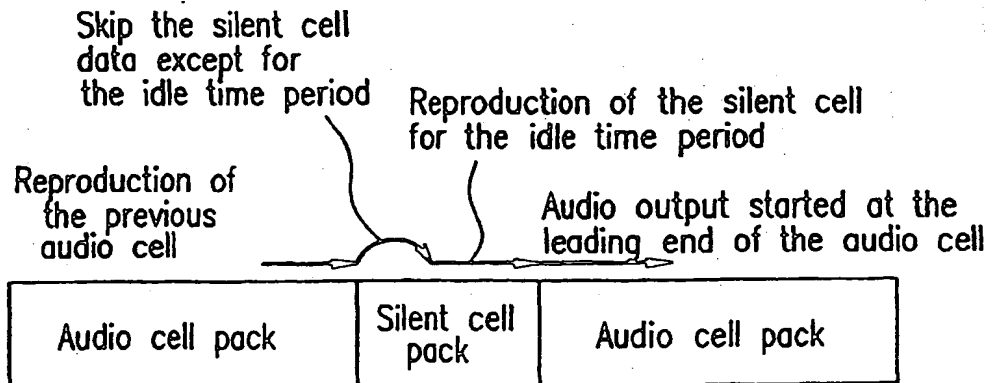 Skip the silent cell
data except for
the idle time period
Reproduction of the silent cell
for the idle time period
Reproduction of
the previous
audio cell
Audio output started at the
leading end of the audio cell
Audio cell pack
Silent cell
pack
Audio cell pack